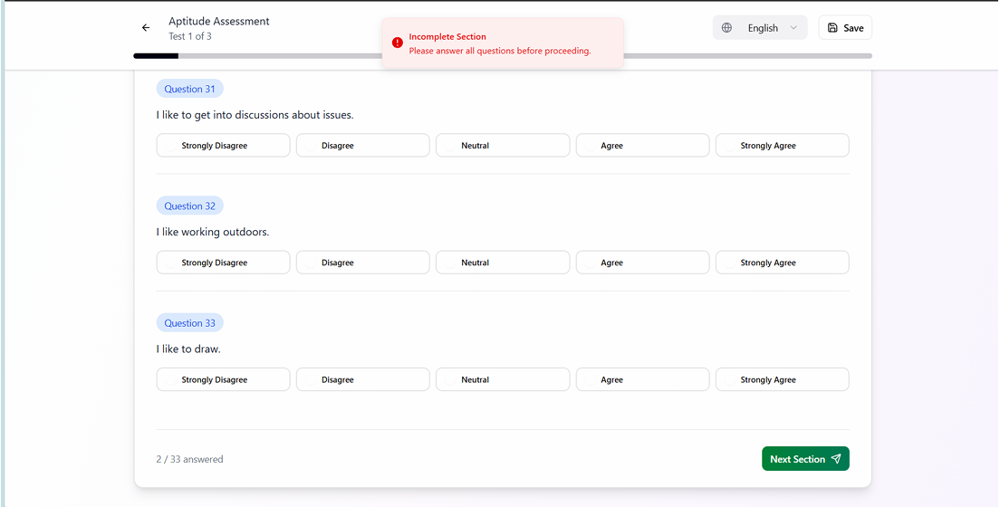 Aptitude Assessment
Test 1 of 3
Incomplete Section
Please answer all questions before proceeding.
English
Save
Question 31
I like to get into discussions about issues.
Strongly Disagree Disagree Neutral Agree Strongly Agree
Question 32
I like working outdoors.
Strongly Disagree Disagree Neutral Agree Strongly Agree
Question 33
I like to draw.
Strongly Disagree Disagree Neutral Agree Strongly Agree
2 / 33 answered
Next Section